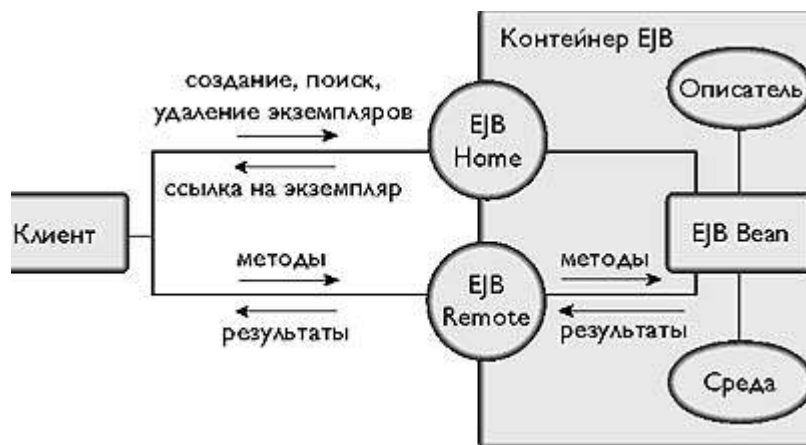 Контейнер EJB
создание, поиск,
удаление экземпляров
ссылка на экземпляр
EJB
Home
Описатель
Клиент
EJB Bean
методы
результаты
EJB
Remote
методы
результаты
Среда